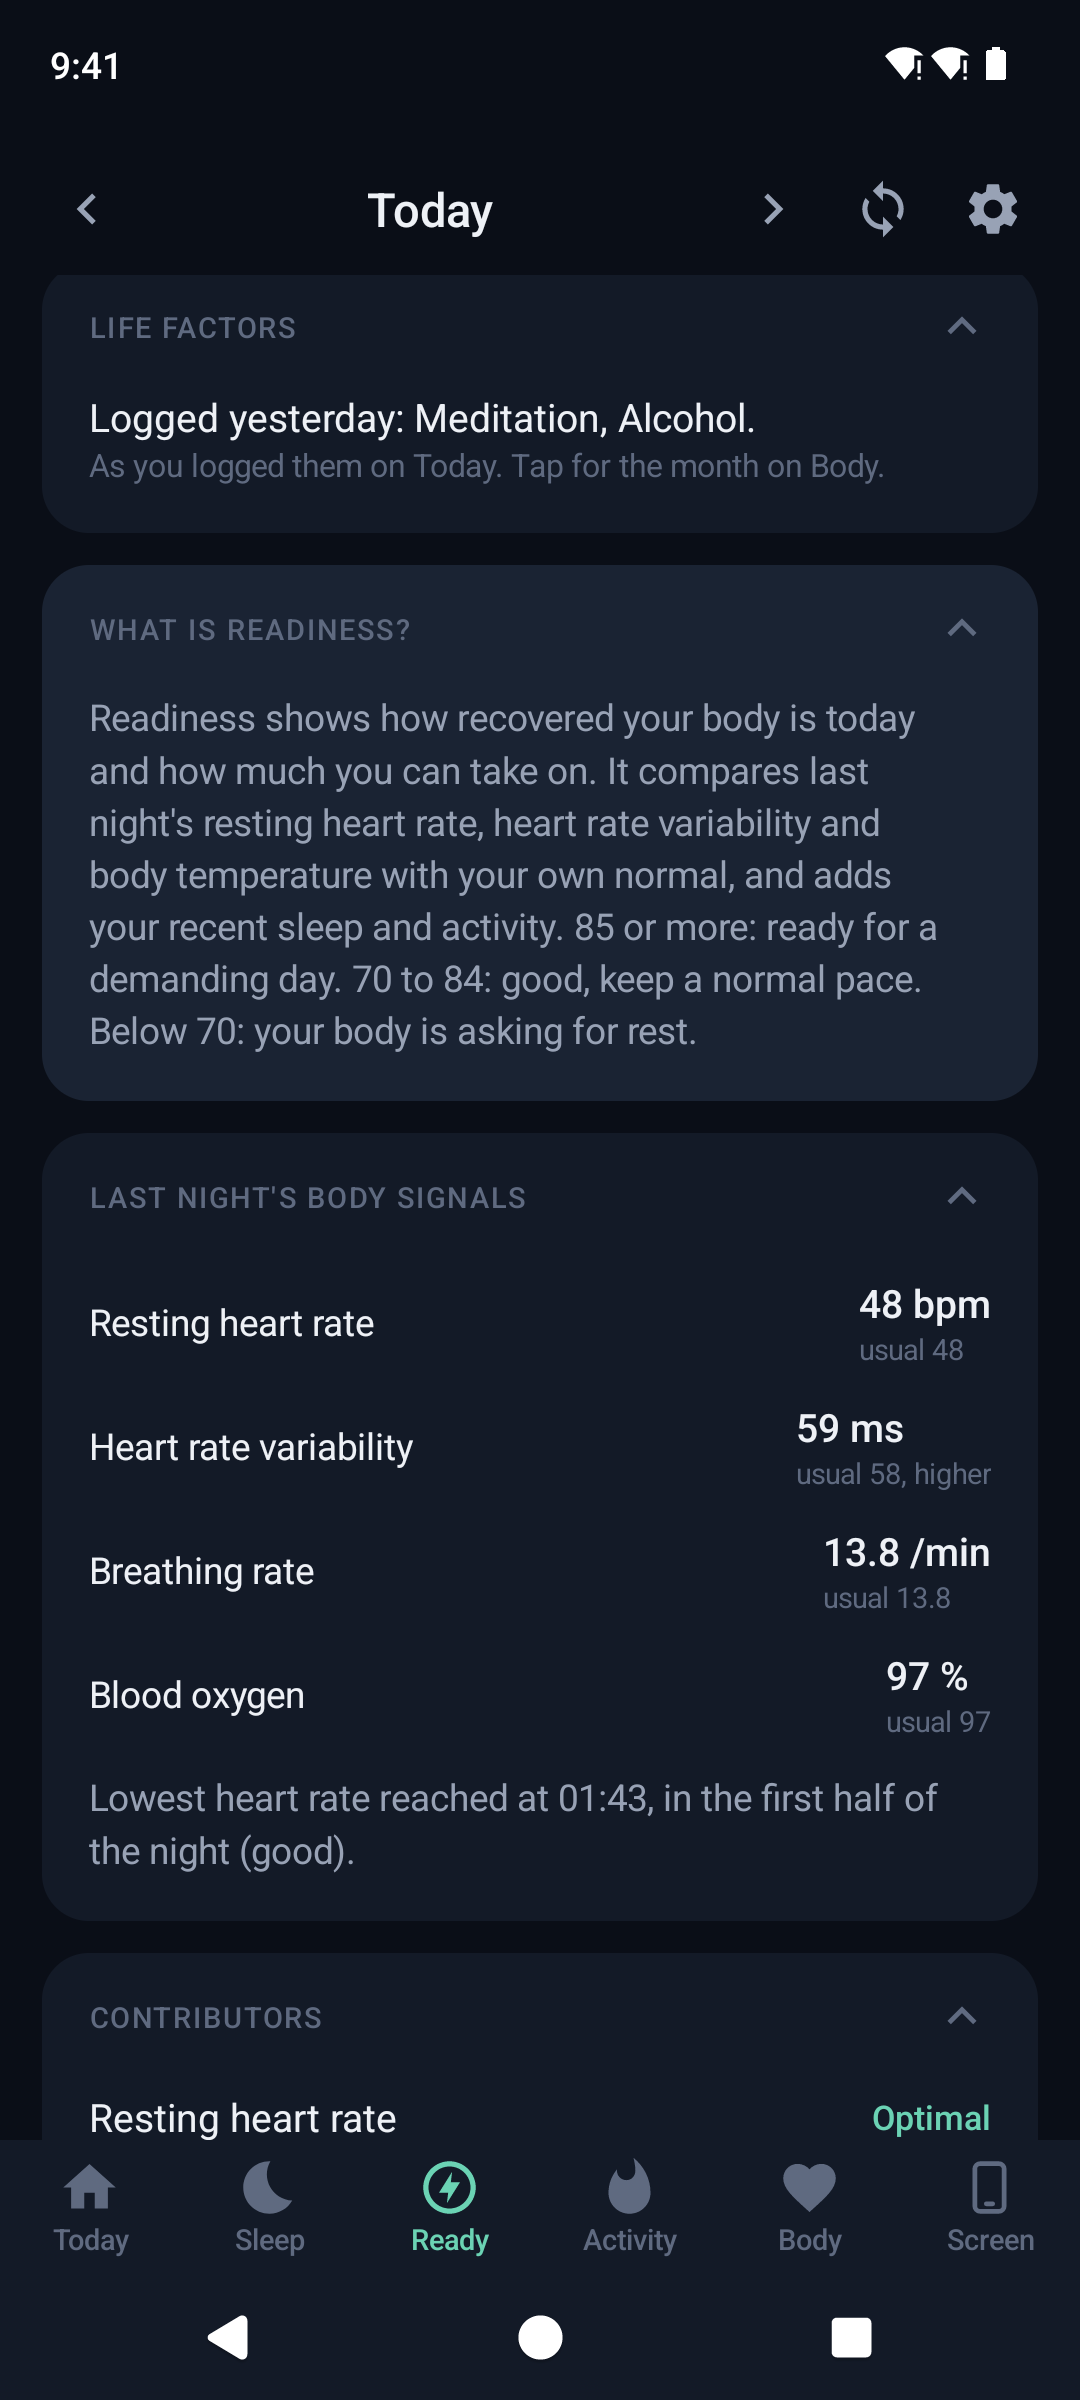 9:41
Today
LIFE FACTORS
Logged yesterday: Meditation, Alcohol.
As you logged them on Today. Tap for the month on Body.
WHAT IS READINESS?
Readiness shows how recovered your body is today
and how much you can take on. It compares last
night's resting heart rate, heart rate variability and
body temperature with your own normal, and adds
your recent sleep and activity. 85 or more: ready for a
demanding day. 70 to 84: good, keep a normal pace.
Below 70: your body is asking for rest.
LAST NIGHT'S BODY SIGNALS
Resting heart rate
48 bpm
usual 48
Heart rate variability
59 ms
usual 58, higher
Breathing rate
13.8 /min
usual 13.8
Blood oxygen
97 %
usual 97
Lowest heart rate reached at 01:43, in the first half of
the night (good).
CONTRIBUTORS
Resting heart rate
Optimal
Today
Sleep
Ready
Activity
Body
Screen